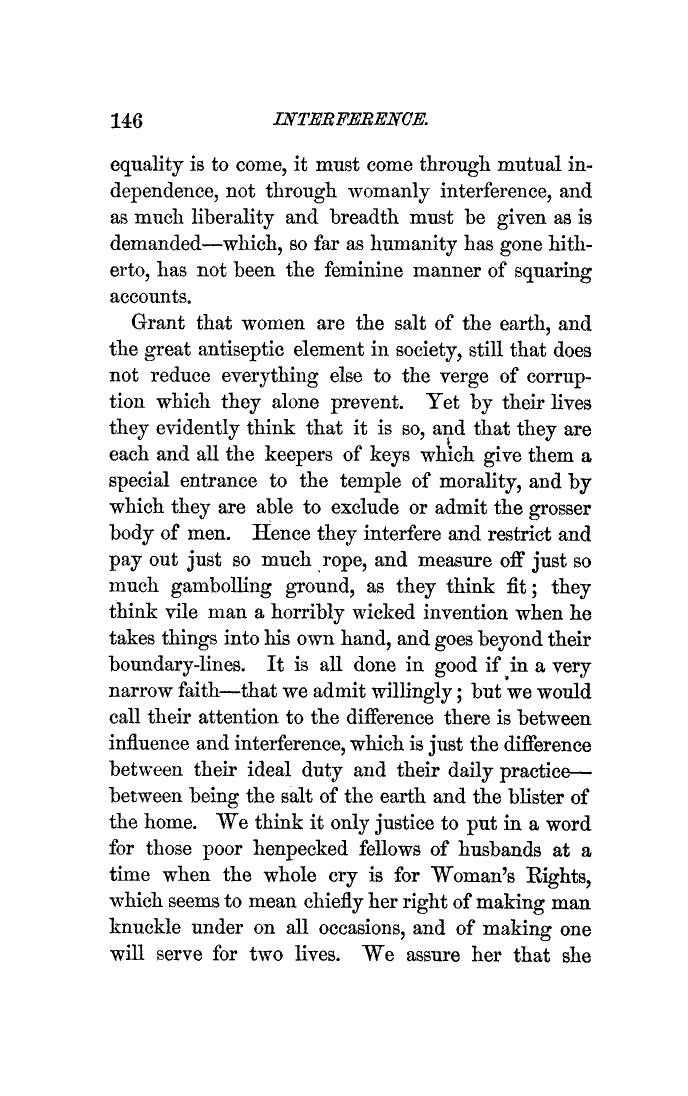 146 INTERFERENCE.
equality is to come, it must come through mutual in-
dependence, not through womanly interference, and
as much liberality and breadth must be given as is
demanded—which, so far as humanity has gone hith-
erto, has not been the feminine manner of squaring
accounts.
Grant that women are the salt of the earth, and
the great antiseptic element in society, still that does
not reduce everything else to the verge of corrup-
tion which they alone prevent. Yet by their lives
they evidently think that it is so, and that they are
each and all the keepers of keys which give them a
special entrance to the temple of morality, and by
which they are able to exclude or admit the grosser
body of men. Hence they interfere and restrict and
pay out just so much rope, and measure off just so
much gambolling ground, as they think fit; they
think vile man a horribly wicked invention when he
takes things into his own hand, and goes beyond their
boundary-lines. It is all done in good if in a very
narrow faith—that we admit willingly; but we would
call their attention to the difference there is between
influence and interference, which is just the difference
between their ideal duty and their daily practice—
between being the salt of the earth and the blister of
the home. We think it only justice to put in a word
for those poor henpecked fellows of husbands at a
time when the whole cry is for Woman's Rights,
which seems to mean chiefly her right of making man
knuckle under on all occasions, and of making one
will serve for two lives. We assure her that she